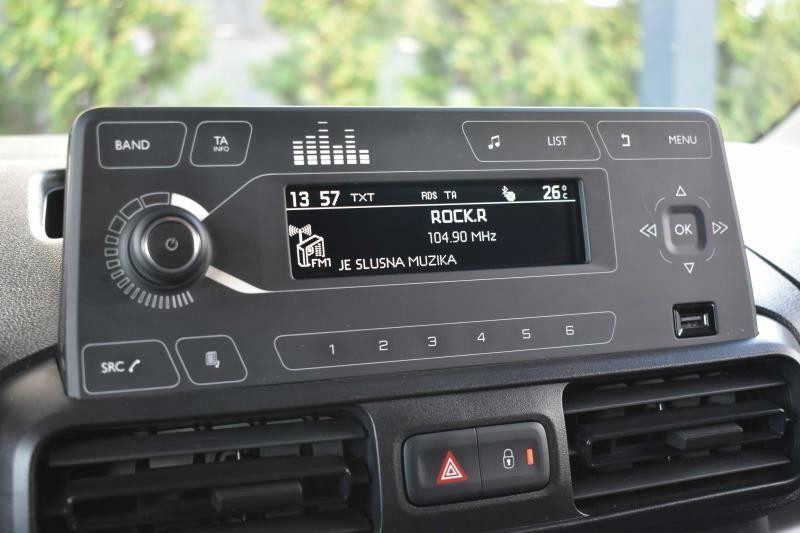 BAND
TA
INFO
LIST
MENU
13 57 TXT RDS TA 26°C
ROCK.R
104.90 MHz
FM1 JE SLUSNA MUZIKA
OK
1 2 3 4 5 6
SRC